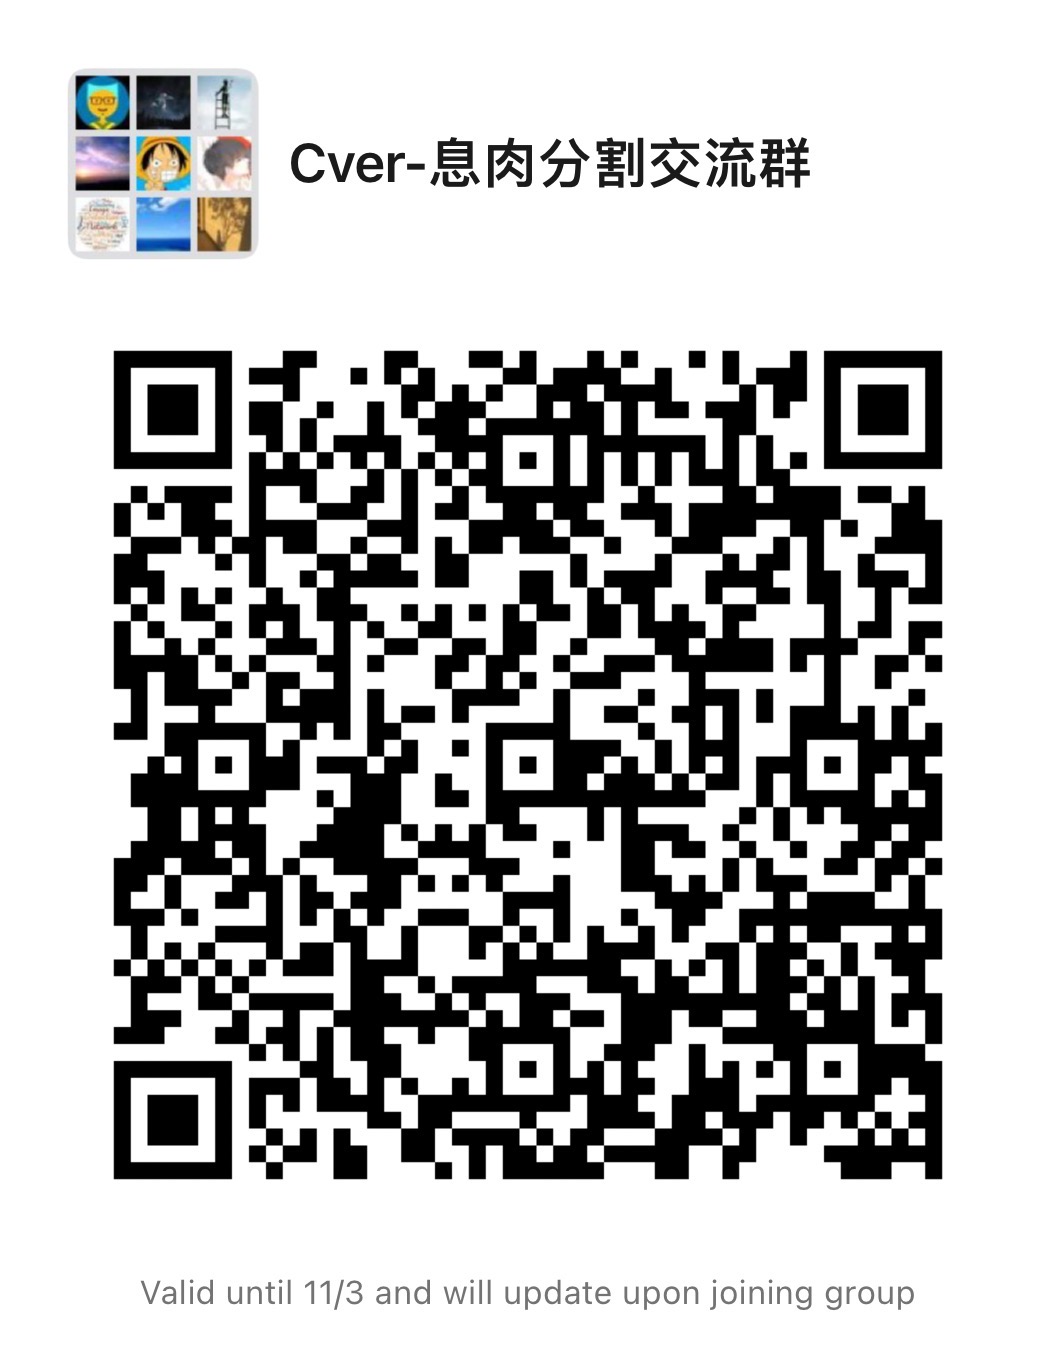 Cver-息肉分割交流群
Valid until 11/3 and will update upon joining group